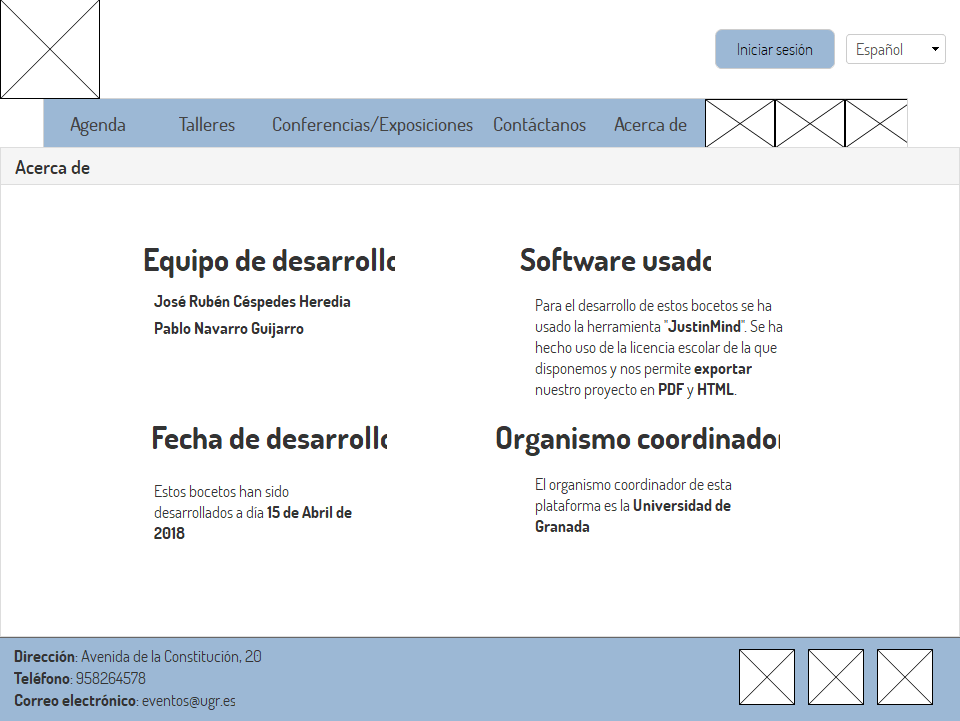 Iniciar sesión
Español
Agenda
Talleres
Conferencias/Exposiciones
Contáctanos
Acerca de
Acerca de
Equipo de desarrollo
José Rubén Céspedes Heredia
Pablo Navarro Guijarro
Software usado
Para el desarrollo de estos bocetos se ha
usado la herramienta "JustinMind". Se ha
hecho uso de la licencia escolar de la que
disponemos y nos permite exportar
nuestro proyecto en PDF y HTML.
Fecha de desarrollo
Estos bocetos han sido
desarrollados a día 15 de Abril de
2018
Organismo coordinador
El organismo coordinador de esta
plataforma es la Universidad de
Granada
Dirección: Avenida de la Constitución, 20
Teléfono: 958264578
Correo electrónico: eventos@ugr.es